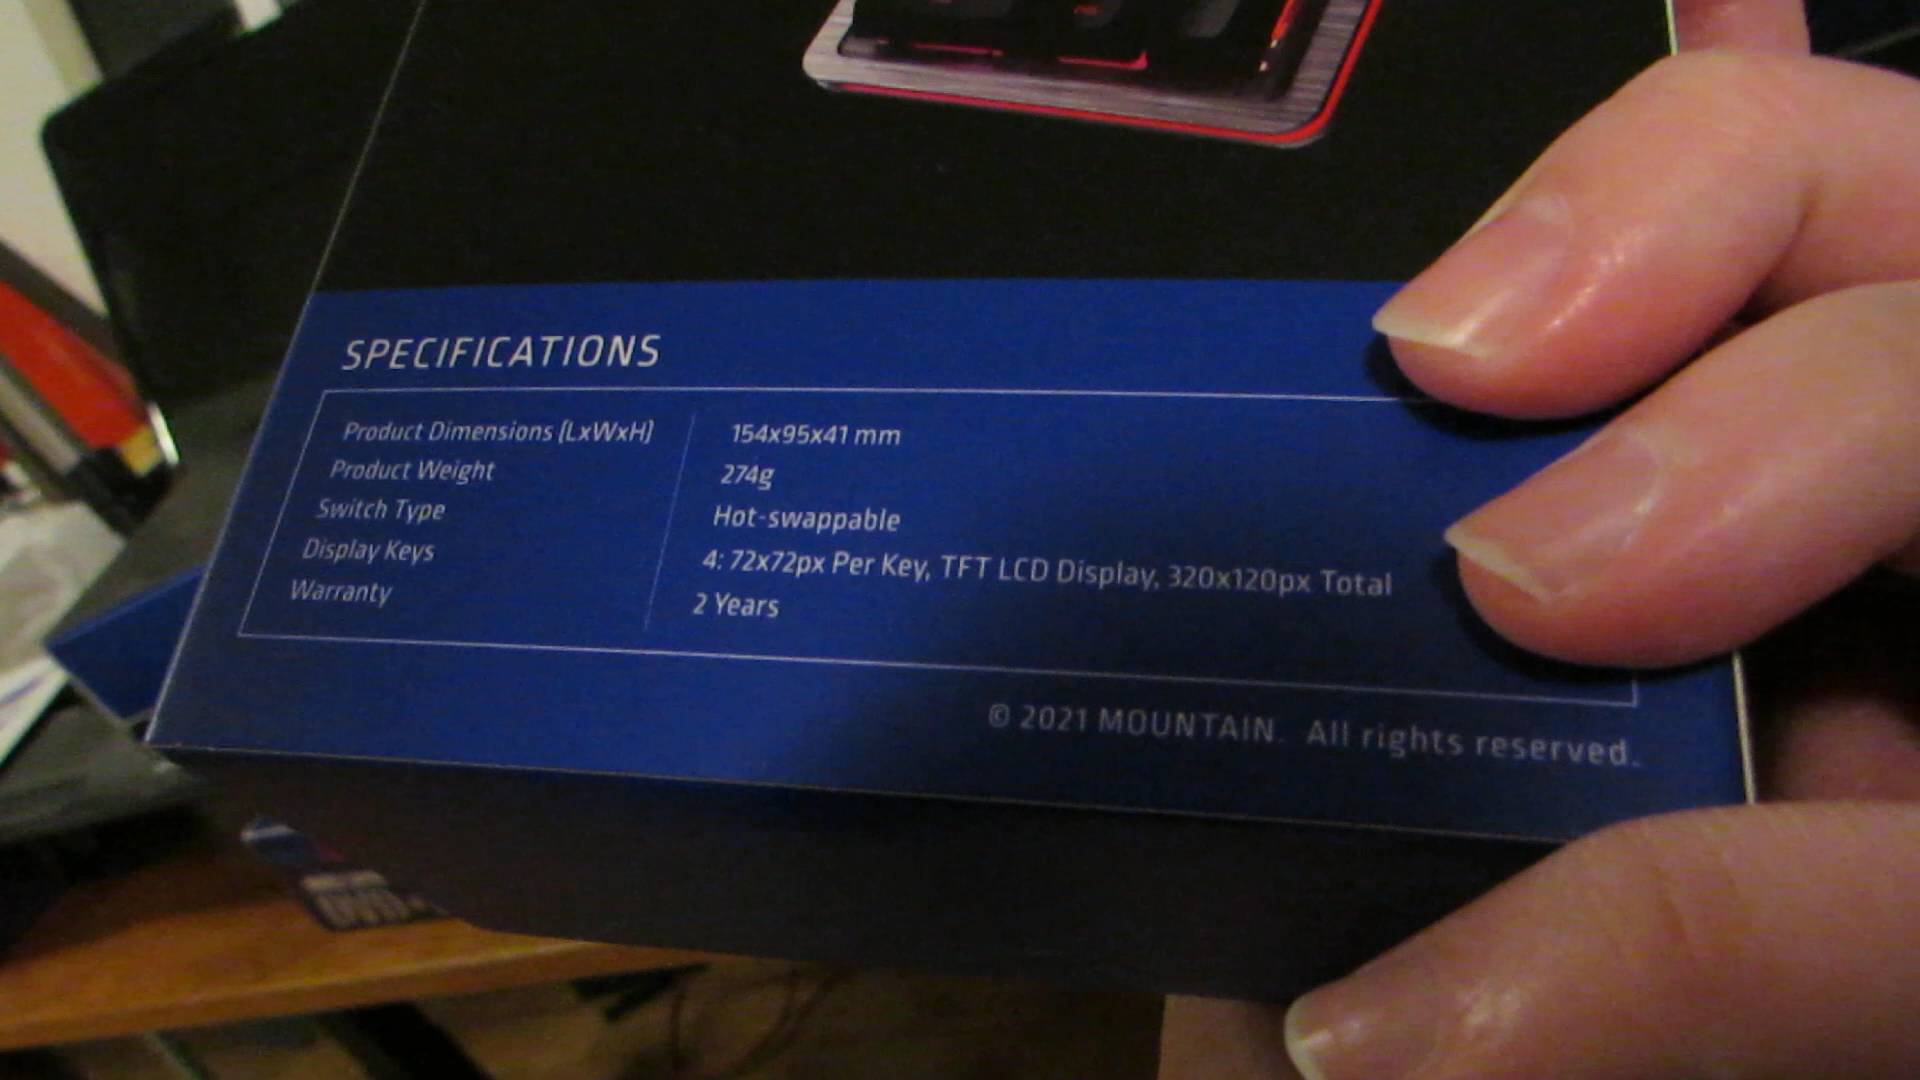 SPECIFICATIONS
Product Dimensions (LxWxH) 154x95x41 mm
Product Weight 274g
Switch Type Hot-swappable
Display Keys 4: 72x72px Per Key, TFT LCD Display, 320x120px Total
Warranty 2 Years
© 2021 MOUNTAIN. All rights reserved.